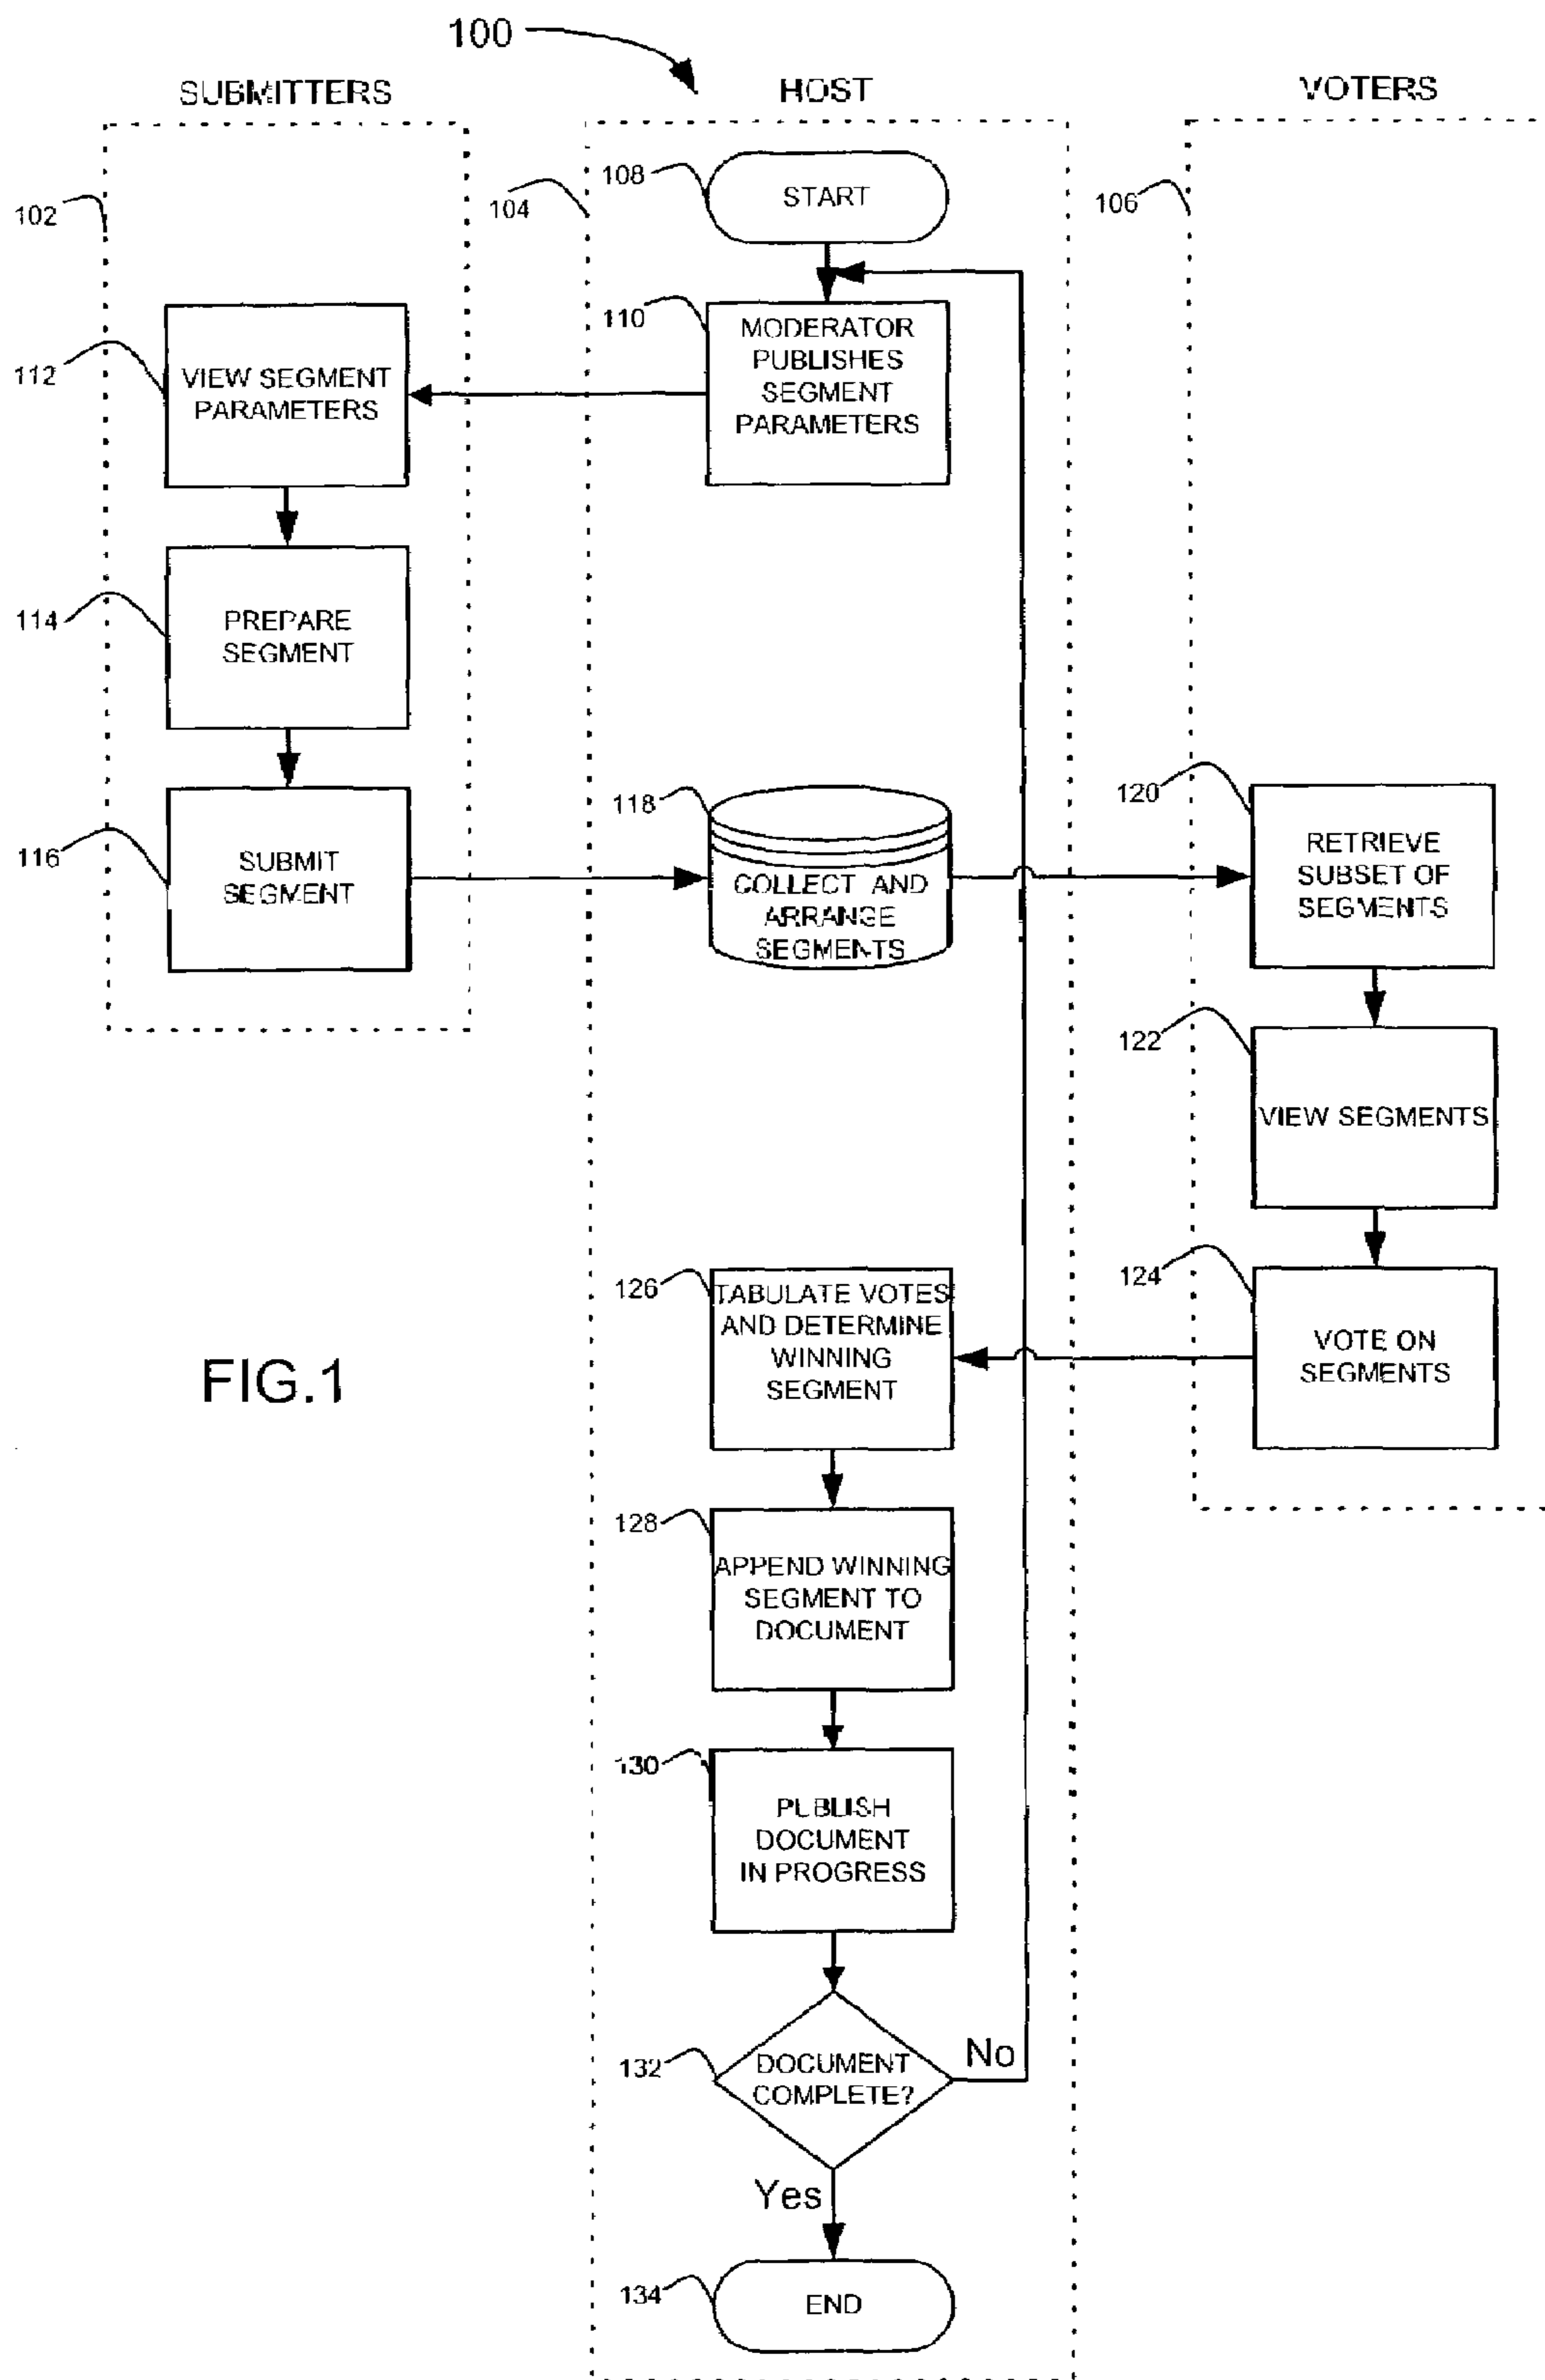 100
SUBMITTERS
HOST
VOTERS
102
104
106
108
START
110
MODERATOR
PUBLISHES
SEGMENT
PARAMETERS
112
VIEW SEGMENT
PARAMETERS
114
PREPARE
SEGMENT
116
SUBMIT
SEGMENT
118
COLLECT AND
ARRANGE
SEGMENTS
120
RETRIEVE
SUBSET OF
SEGMENTS
122
VIEW SEGMENTS
124
VOTE ON
SEGMENTS
126
TABULATE VOTES
AND DETERMINE
WINNING
SEGMENT
FIG.1
128
APPEND WINNING
SEGMENT TO
DOCUMENT
130
PUBLISH
DOCUMENT
IN PROGRESS
132
DOCUMENT
COMPLETE?
No
Yes
134
END